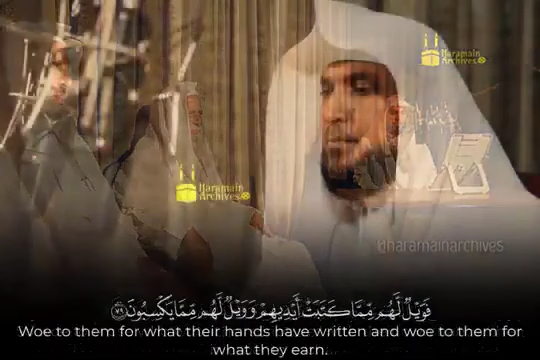 Haramain
Archives
Haramain
Archives
@haramainarchives
فَوَيْلٌ لَّهُم مِّمَّا كَتَبَتْ أَيْدِيهِمْ وَوَيْلٌ لَّهُم مِّمَّا يَكْسِبُونَ ٧٩
Woe to them for what their hands have written and woe to them for
what they earn.